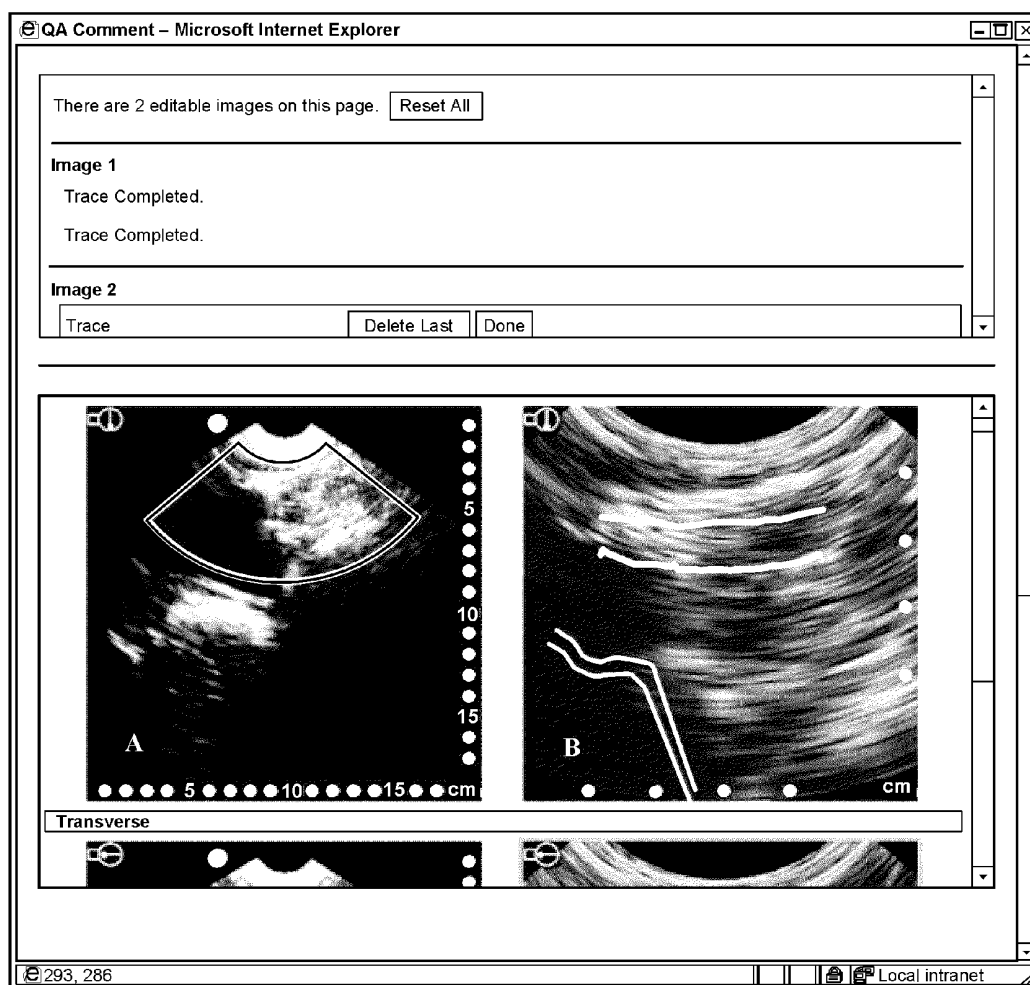 QA Comment – Microsoft Internet Explorer
There are 2 editable images on this page. Reset All
Image 1
Trace Completed.
Trace Completed.
Image 2
Trace Delete Last Done
5
10
15
A
5 10 15 cm
B
cm
Transverse
293, 286 Local intranet